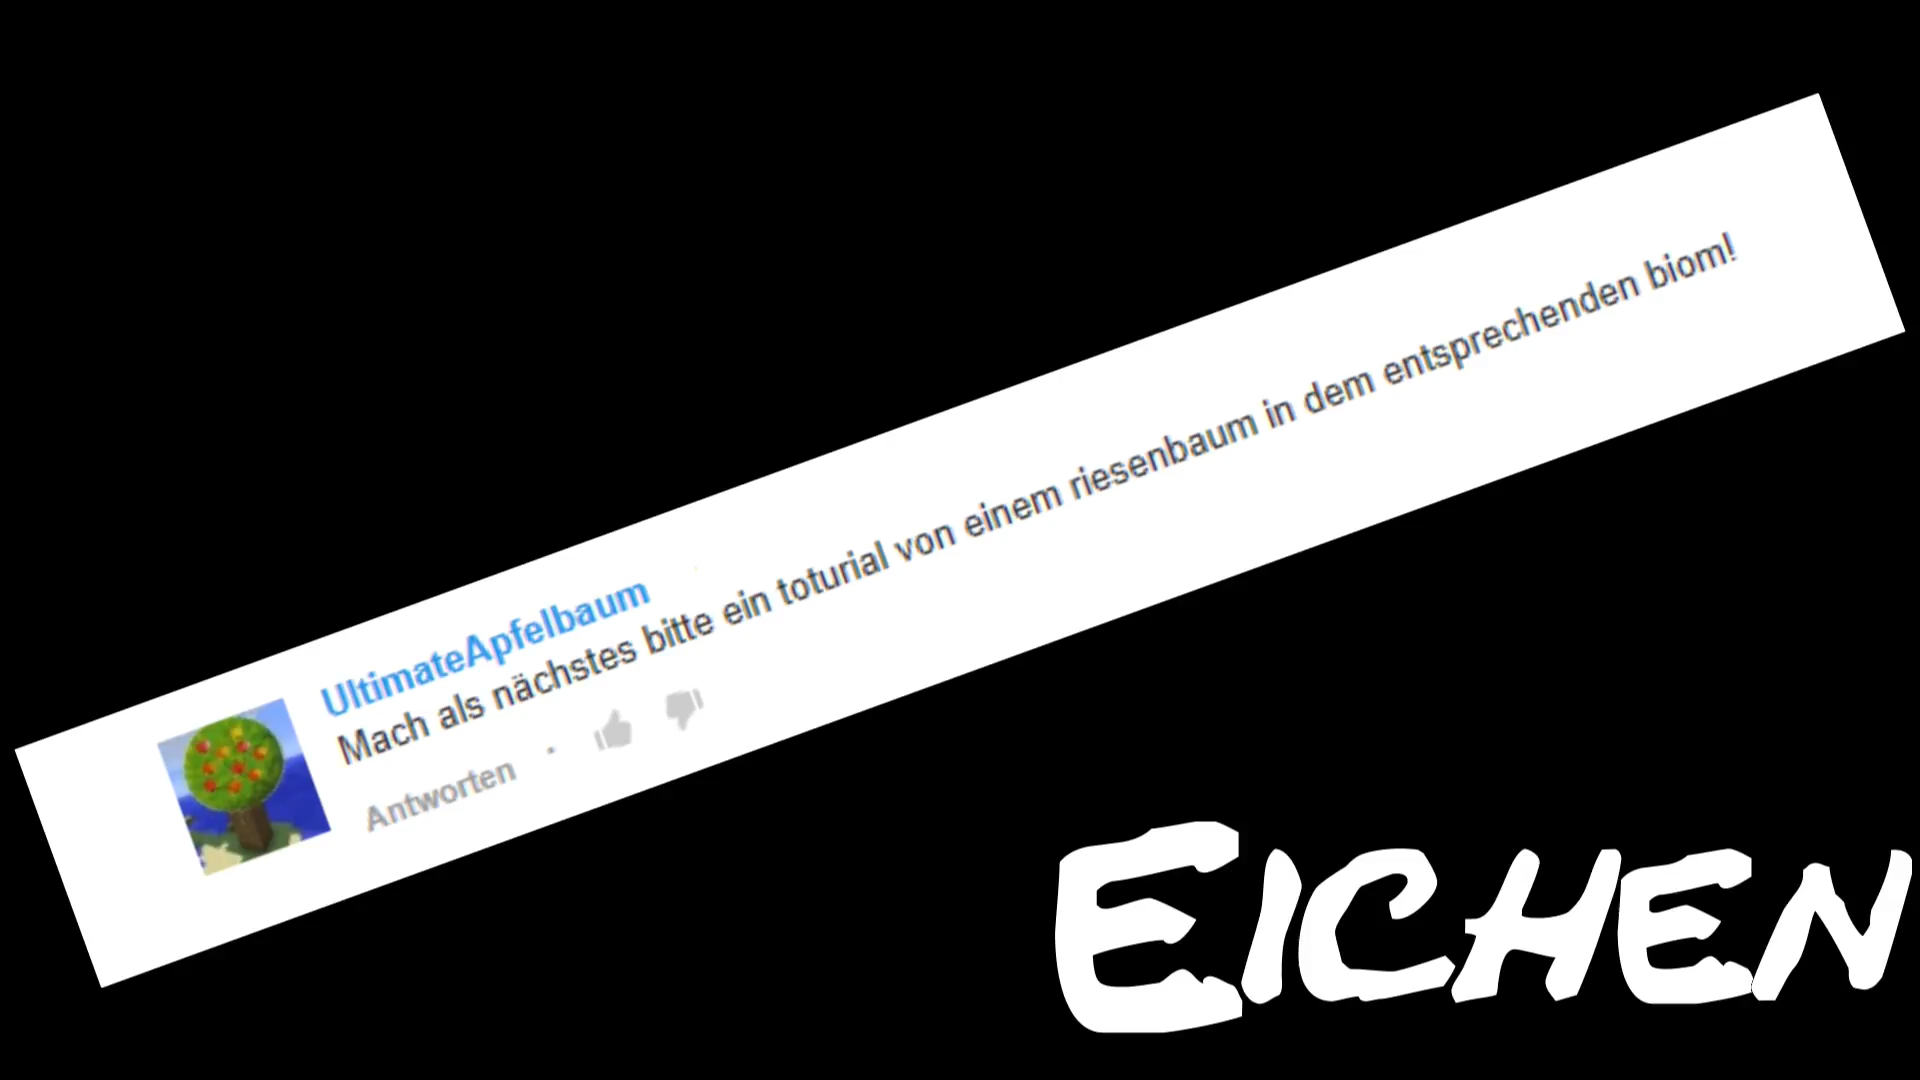 UltimateApfelbaum
Mach als nächstes bitte ein toturial von einem riesenbaum in dem entsprechenden biom!
Antworten ·
EICHEN